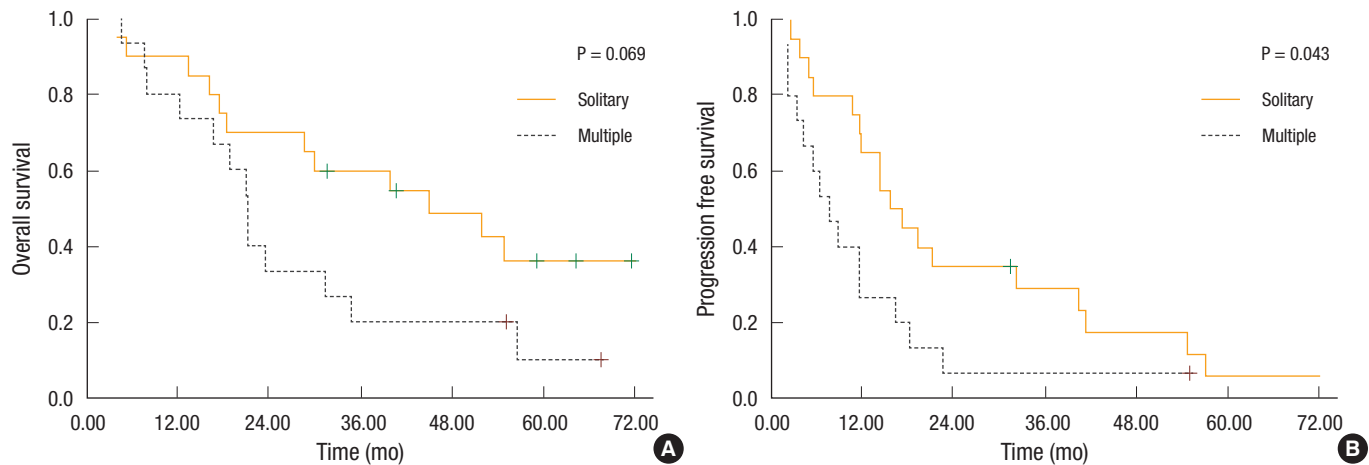 Overall survival
1.0
0.8
0.6
0.4
0.2
0.0
P = 0.069
Solitary
Multiple
0.00 12.00 24.00 36.00 48.00 60.00 72.00
Time (mo)
A
Progression free survival
1.0
0.8
0.6
0.4
0.2
0.0
P = 0.043
Solitary
Multiple
0.00 12.00 24.00 36.00 48.00 60.00 72.00
Time (mo)
B